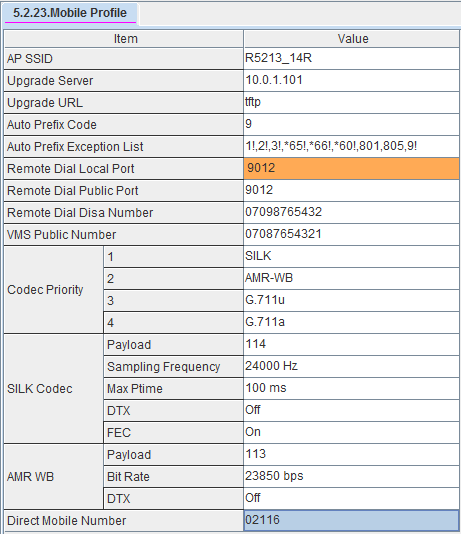 5.2.23.Mobile Profile
Item Value
AP SSID R5213_14R
Upgrade Server 10.0.1.101
Upgrade URL tftp
Auto Prefix Code 9
Auto Prefix Exception List 1!,2!,3!,*65!,*66!,*60!,801,805,9!
Remote Dial Local Port 9012
Remote Dial Public Port 9012
Remote Dial Disa Number 07098765432
VMS Public Number 07087654321
Codec Priority 1 SILK
2 AMR-WB
3 G.711u
4 G.711a
SILK Codec Payload 114
Sampling Frequency 24000 Hz
Max Ptime 100 ms
DTX Off
FEC On
AMR WB Payload 113
Bit Rate 23850 bps
DTX Off
Direct Mobile Number 02116